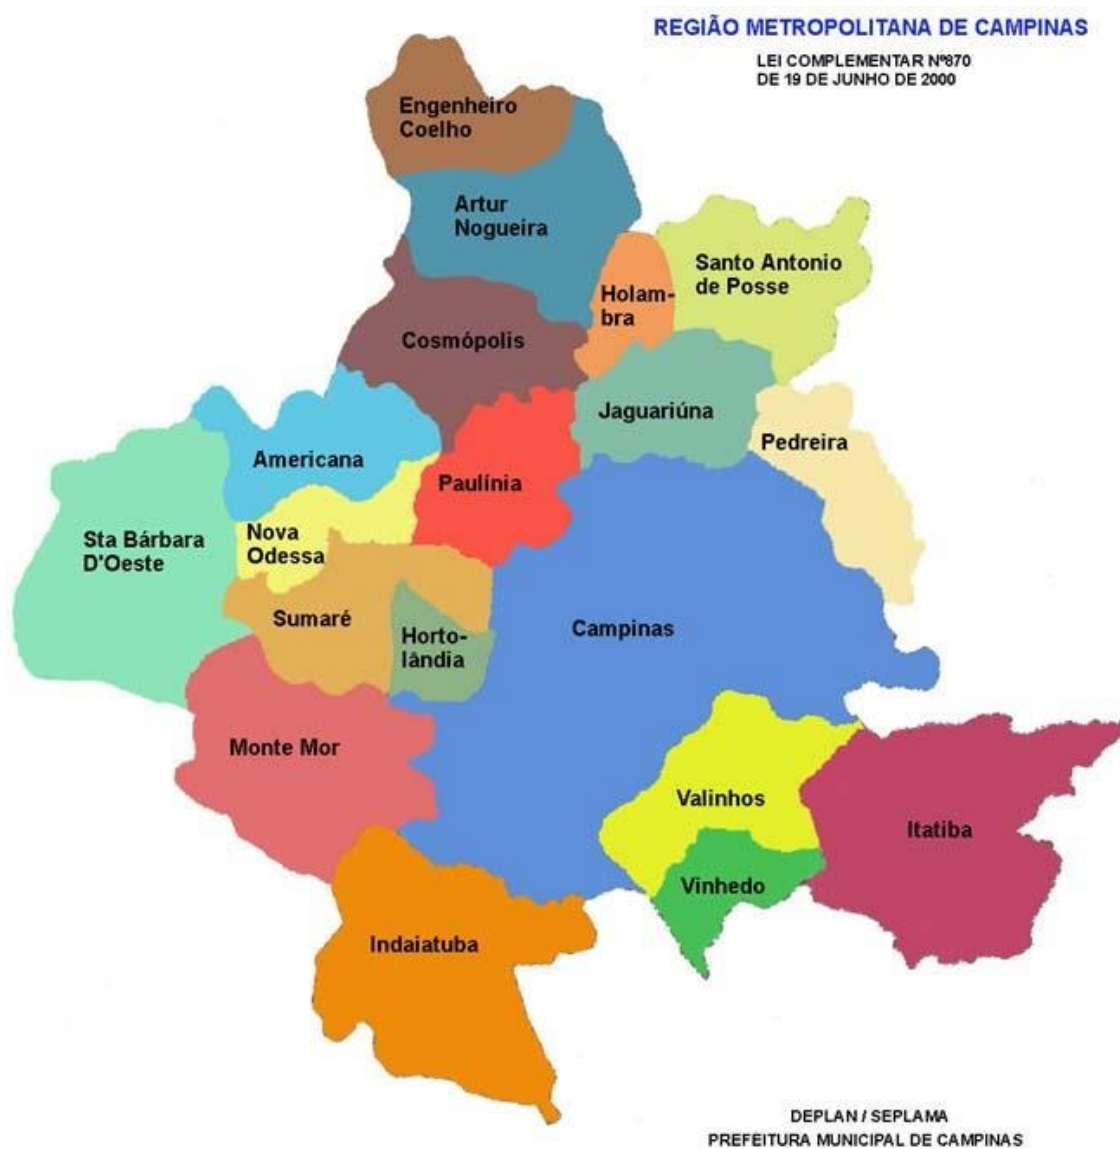 REGIÃO METROPOLITANA DE CAMPINAS
LEI COMPLEMENTAR Nº870
DE 19 DE JUNHO DE 2000
Engenheiro
Coelho
Artur
Nogueira
Santo Antonio
de Posse
Holam-
bra
Cosmópolis
Jaguariúna
Pedreira
Americana
Paulínia
Sta Bárbara
D'Oeste
Nova
Odessa
Sumaré
Horto-
lândia
Campinas
Monte Mor
Valinhos
Itatiba
Vinhedo
Indaiatuba
DEPLAN / SEPLAMA
PREFEITURA MUNICIPAL DE CAMPINAS